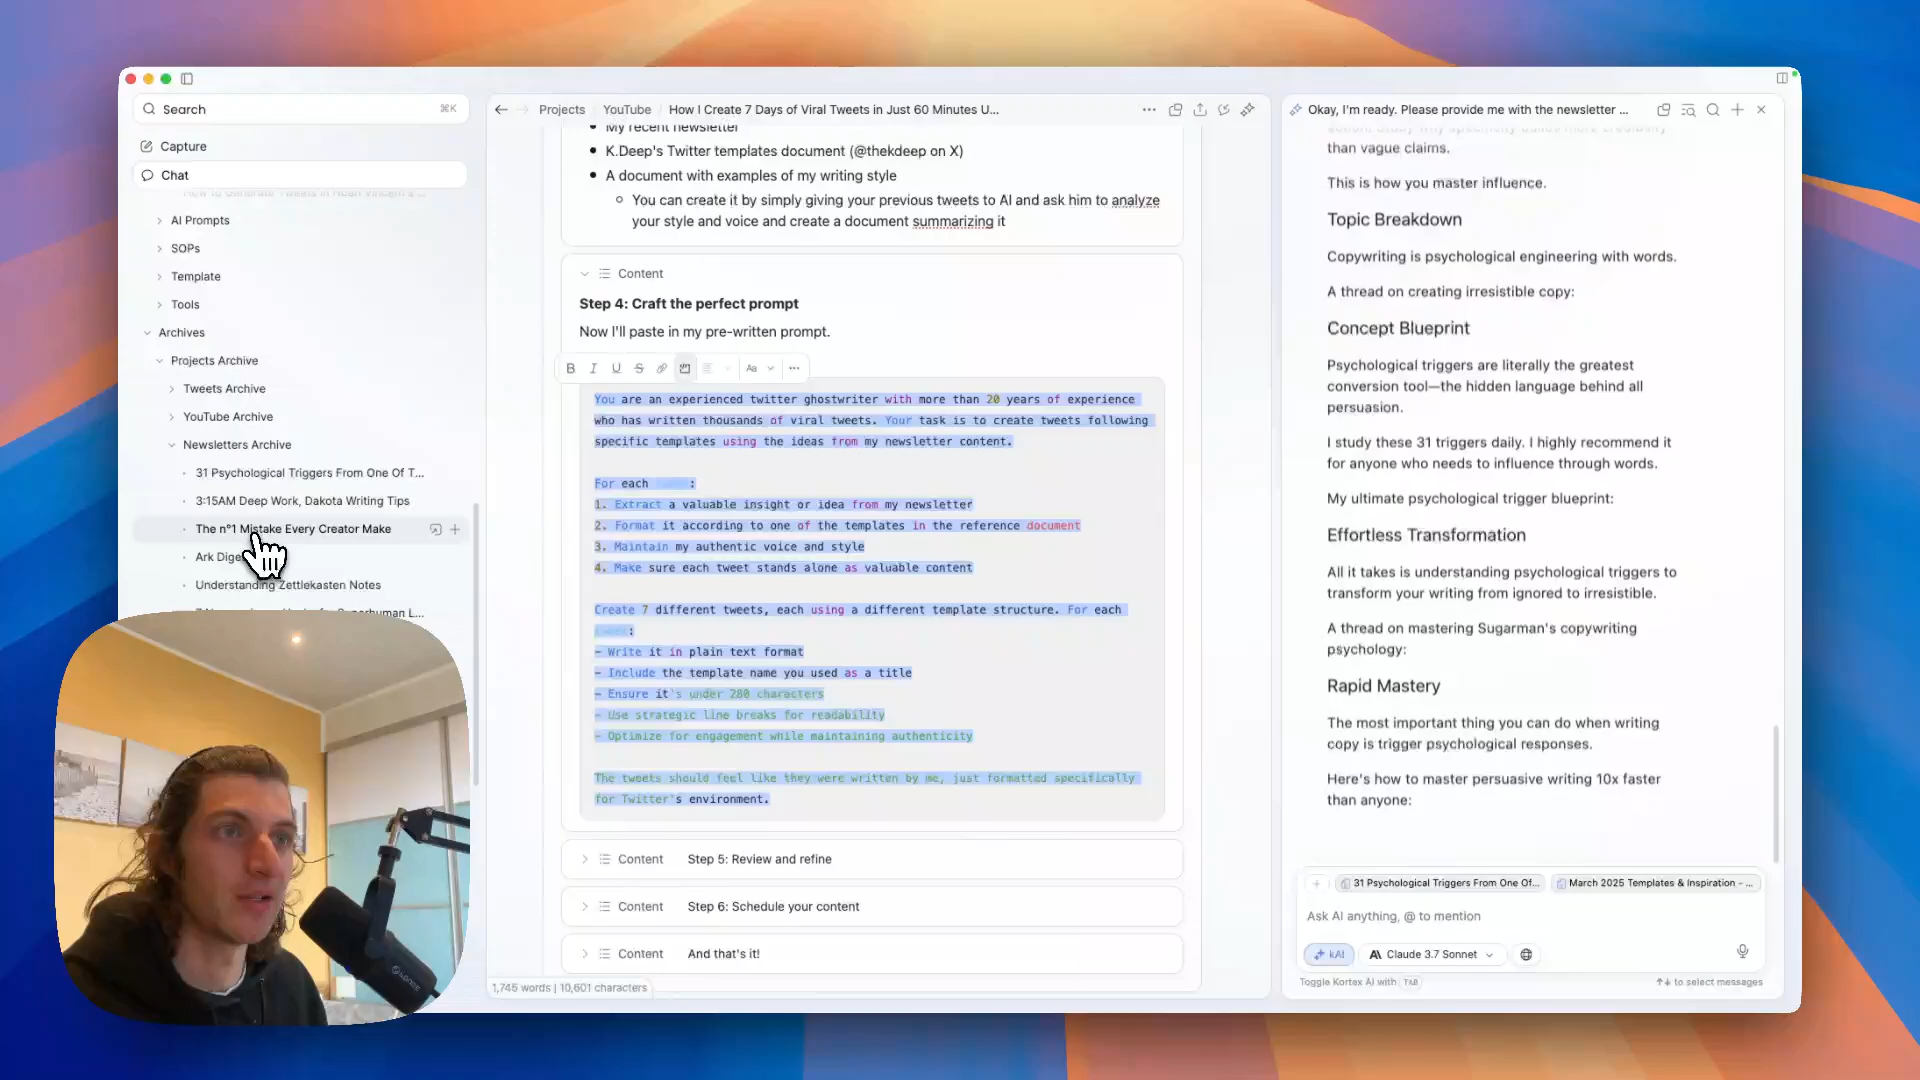 Search ⌘K
Capture
Chat
AI Prompts
SOPs
Template
Tools
Archives
Projects Archive
Tweets Archive
YouTube Archive
Newsletters Archive
31 Psychological Triggers From One Of T...
3:15AM Deep Work, Dakota Writing Tips
The n°1 Mistake Every Creator Make
Ark Dige
Understanding Zettlekasten Notes
Projects YouTube How I Create 7 Days of Viral Tweets in Just 60 Minutes U...
My recent newsletter
K.Deep's Twitter templates document (@thekdeep on X)
A document with examples of my writing style
You can create it by simply giving your previous tweets to AI and ask him to analyze
your style and voice and create a document summarizing it
Content
Step 4: Craft the perfect prompt
Now I'll paste in my pre-written prompt.
B I U S Aa
You are an experienced twitter ghostwriter with more than 20 years of experience
who has written thousands of viral tweets. Your task is to create tweets following
specific templates using the ideas from my newsletter content.
For each :
1. Extract a valuable insight or idea from my newsletter
2. Format it according to one of the templates in the reference document
3. Maintain my authentic voice and style
4. Make sure each tweet stands alone as valuable content
Create 7 different tweets, each using a different template structure. For each
:
- Write it in plain text format
- Include the template name you used as a title
- Ensure it's under 280 characters
- Use strategic line breaks for readability
- Optimize for engagement while maintaining authenticity
The tweets should feel like they were written by me, just formatted specifically
for Twitter's environment.
Content Step 5: Review and refine
Content Step 6: Schedule your content
Content And that's it!
1,745 words | 10,601 characters
Okay, I'm ready. Please provide me with the newsletter ...
than vague claims.
This is how you master influence.
Topic Breakdown
Copywriting is psychological engineering with words.
A thread on creating irresistible copy:
Concept Blueprint
Psychological triggers are literally the greatest
conversion tool—the hidden language behind all
persuasion.
I study these 31 triggers daily. I highly recommend it
for anyone who needs to influence through words.
My ultimate psychological trigger blueprint:
Effortless Transformation
All it takes is understanding psychological triggers to
transform your writing from ignored to irresistible.
A thread on mastering Sugarman's copywriting
psychology:
Rapid Mastery
The most important thing you can do when writing
copy is trigger psychological responses.
Here's how to master persuasive writing 10x faster
than anyone:
31 Psychological Triggers From One Of... March 2025 Templates & Inspiration - ...
Ask AI anything, @ to mention
kAI Claude 3.7 Sonnet
Toggle Kortex AI with TAB ↑↓ to select messages